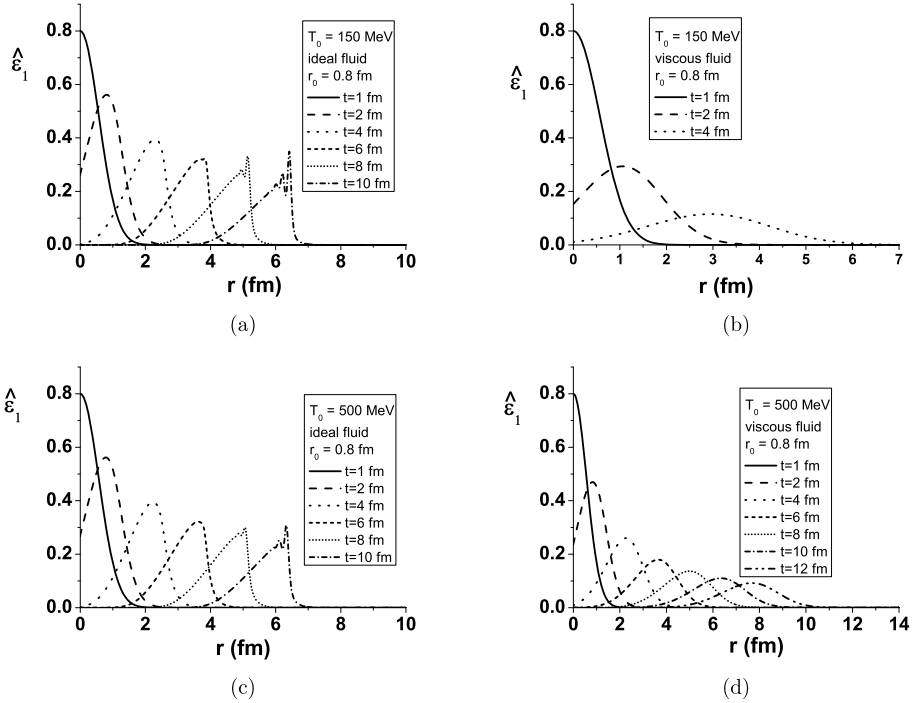 ε̂₁
0.8
0.6
0.4
0.2
0.0
0 2 4 6 8 10
r (fm)
T₀ = 150 MeV
ideal fluid
r₀ = 0.8 fm
t=1 fm
t=2 fm
t=4 fm
t=6 fm
t=8 fm
t=10 fm
(a)
ε̂₁
0.8
0.6
0.4
0.2
0.0
0 1 2 3 4 5 6 7
r (fm)
T₀ = 150 MeV
viscous fluid
r₀ = 0.8 fm
t=1 fm
t=2 fm
t=4 fm
(b)
ε̂₁
0.8
0.6
0.4
0.2
0.0
0 2 4 6 8 10
r (fm)
T₀ = 500 MeV
ideal fluid
r₀ = 0.8 fm
t=1 fm
t=2 fm
t=4 fm
t=6 fm
t=8 fm
t=10 fm
(c)
ε̂₁
0.8
0.6
0.4
0.2
0.0
0 2 4 6 8 10 12 14
r (fm)
T₀ = 500 MeV
viscous fluid
r₀ = 0.8 fm
t=1 fm
t=2 fm
t=4 fm
t=6 fm
t=8 fm
t=10 fm
t=12 fm
(d)